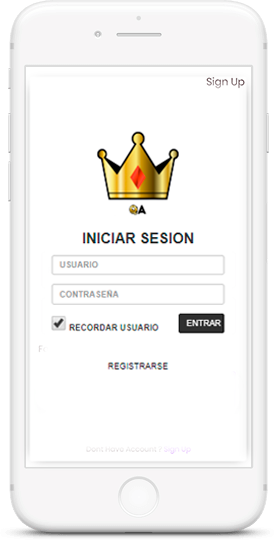 Sign Up
A
INICIAR SESION
USUARIO
CONTRASEÑA
RECORDAR USUARIO
ENTRAR
REGISTRARSE
Don't Have Account? Sign Up